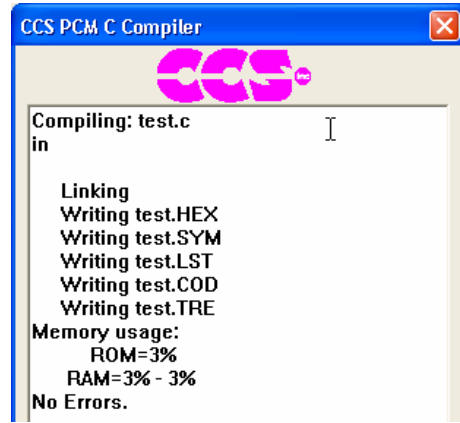 CCS PCM C Compiler
CCS inc
Compiling: test.c
in
Linking
Writing test.HEX
Writing test.SYM
Writing test.LST
Writing test.COD
Writing test.TRE
Memory usage:
ROM=3%
RAM=3% - 3%
No Errors.